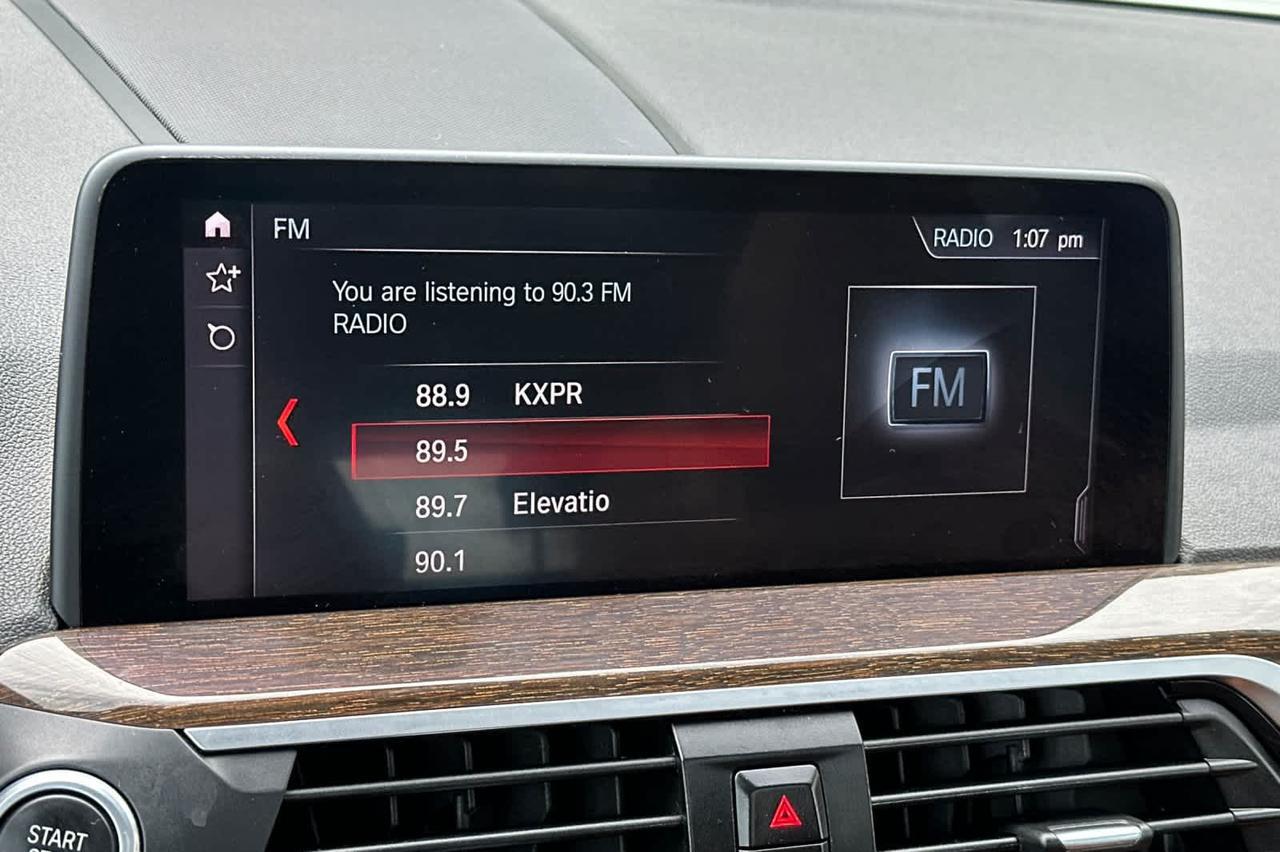 FM
RADIO 1:07 pm
You are listening to 90.3 FM
RADIO
88.9 KXPR
89.5
89.7 Elevatio
90.1
FM
START